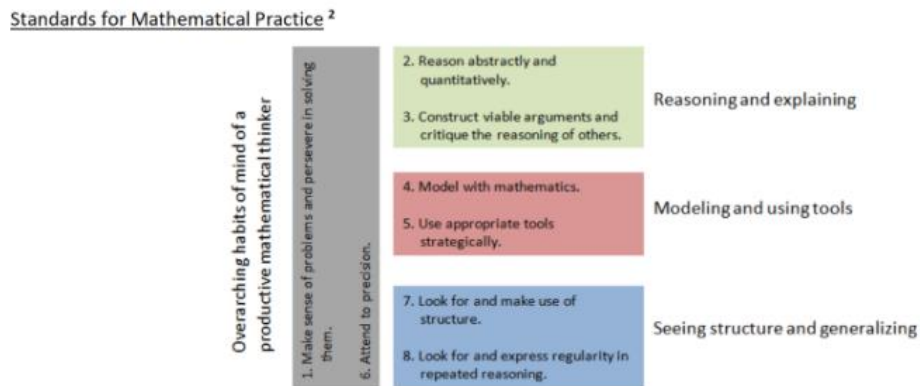 Standards for Mathematical Practice ²
Overarching habits of mind of a
productive mathematical thinker
1. Make sense of problems and persevere in solving
them.
6. Attend to precision.
2. Reason abstractly and
quantitatively.
3. Construct viable arguments and
critique the reasoning of others.
Reasoning and explaining
4. Model with mathematics.
5. Use appropriate tools
strategically.
Modeling and using tools
7. Look for and make use of
structure.
8. Look for and express regularity in
repeated reasoning.
Seeing structure and generalizing